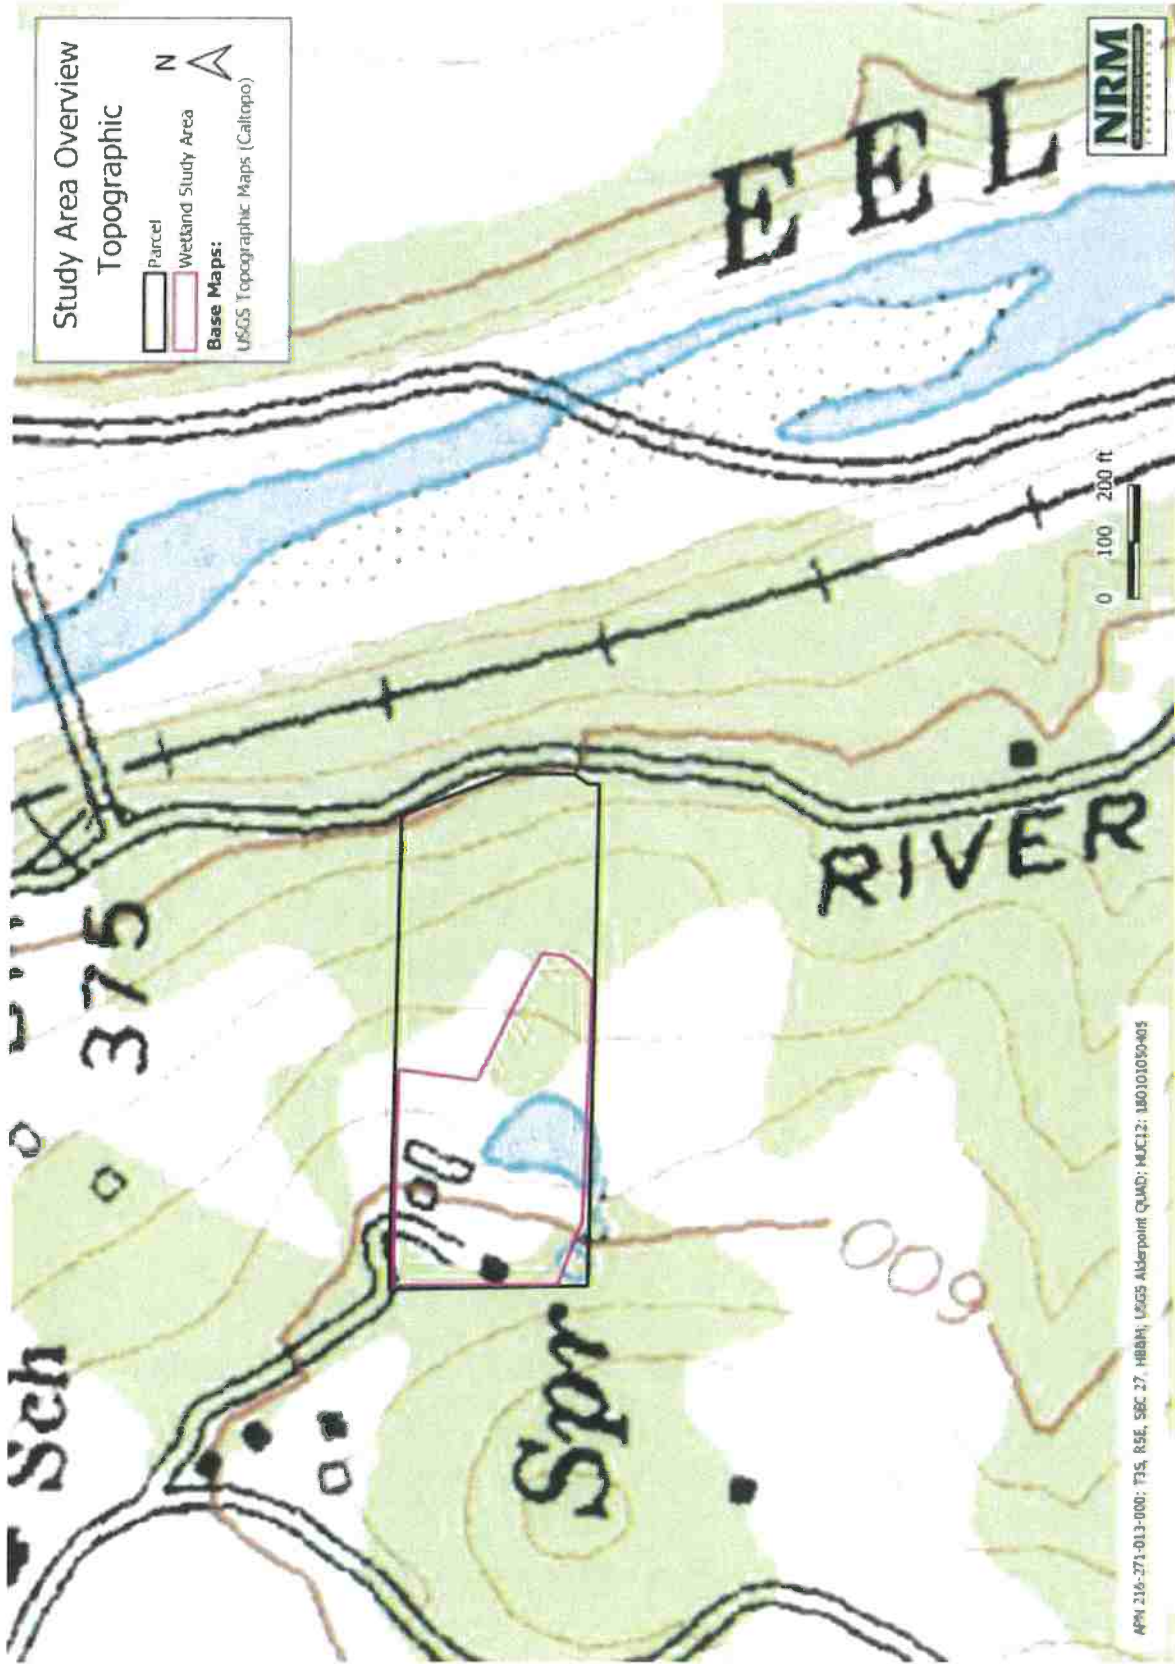 Study Area Overview
Topographic
N
Parcel
Wetland Study Area
Base Maps:
USGS Topographic Maps (Caltopo)
Sch
375
Spr
600
EEL
RIVER
0 100 200 ft
NRM
CORPORATION
APN 216-271-013-000; T3S, R5E, SEC 27, HB&M; USGS Alderpoint QUAD; HUC12: 180101050405